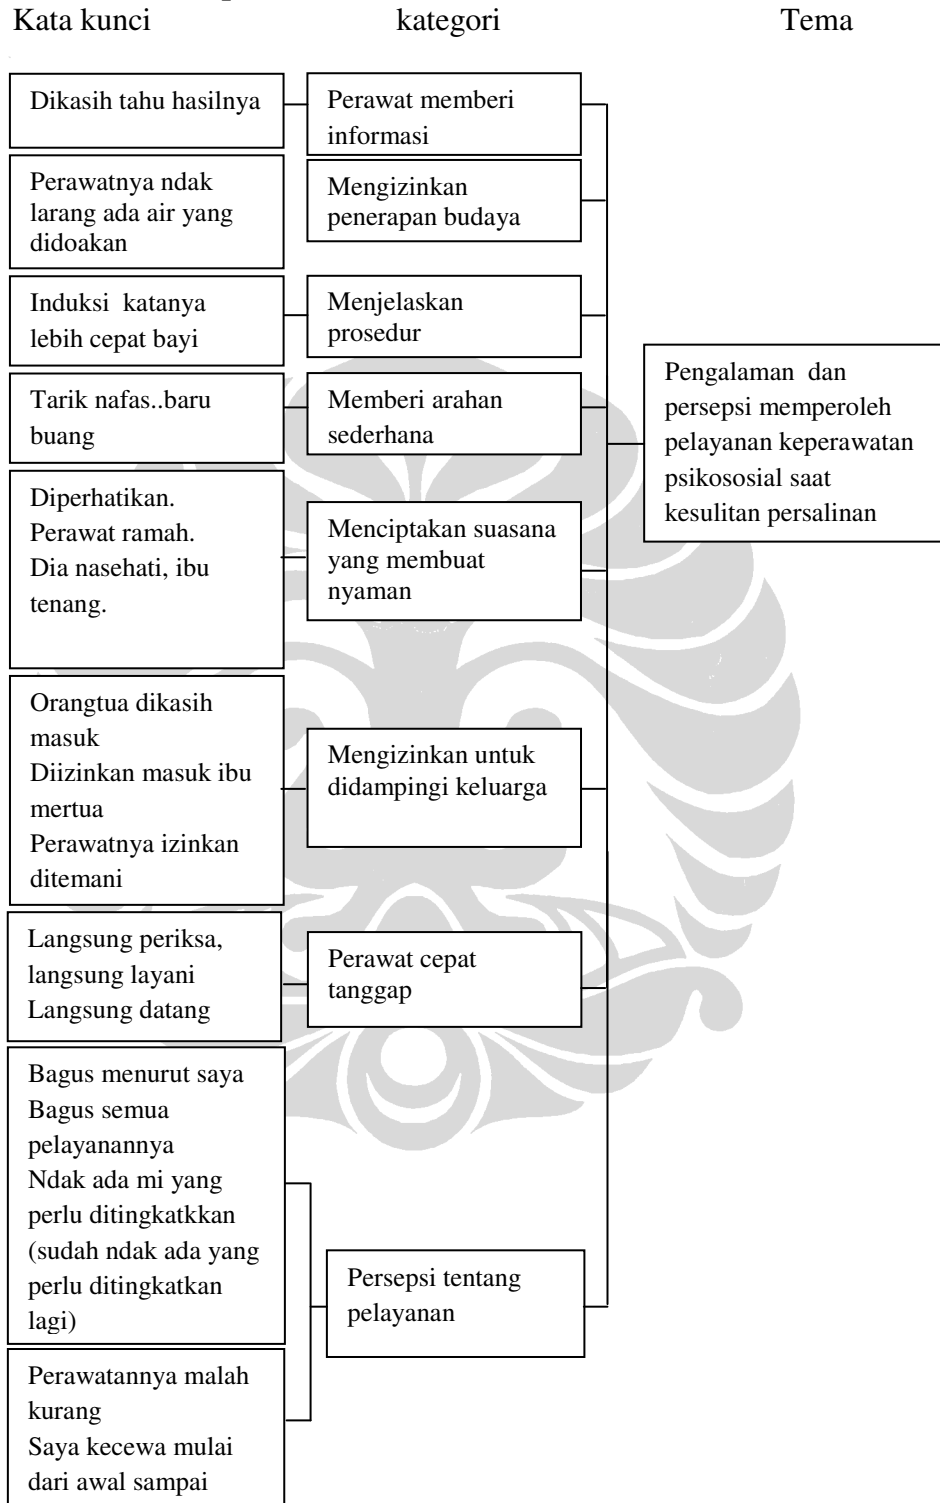 Kata kunci kategori Tema
Dikasih tahu hasilnya
Perawat memberi
informasi
Perawatnya ndak
larang ada air yang
didoakan
Mengizinkan
penerapan budaya
Induksi katanya
lebih cepat bayi
Menjelaskan
prosedur
Tarik nafas..baru
buang
Memberi arahan
sederhana
Diperhatikan.
Perawat ramah.
Dia nasehati, ibu
tenang.
Menciptakan suasana
yang membuat
nyaman
Orangtua dikasih
masuk
Diizinkan masuk ibu
mertua
Perawatnya izinkan
ditemani
Mengizinkan untuk
didampingi keluarga
Langsung periksa,
langsung layani
Langsung datang
Perawat cepat
tanggap
Bagus menurut saya
Bagus semua
pelayanannya
Ndak ada mi yang
perlu ditingkatkkan
(sudah ndak ada yang
perlu ditingkatkan
lagi)
Perawatannya malah
kurang
Saya kecewa mulai
dari awal sampai
Persepsi tentang
pelayanan
Pengalaman dan
persepsi memperoleh
pelayanan keperawatan
psikososial saat
kesulitan persalinan